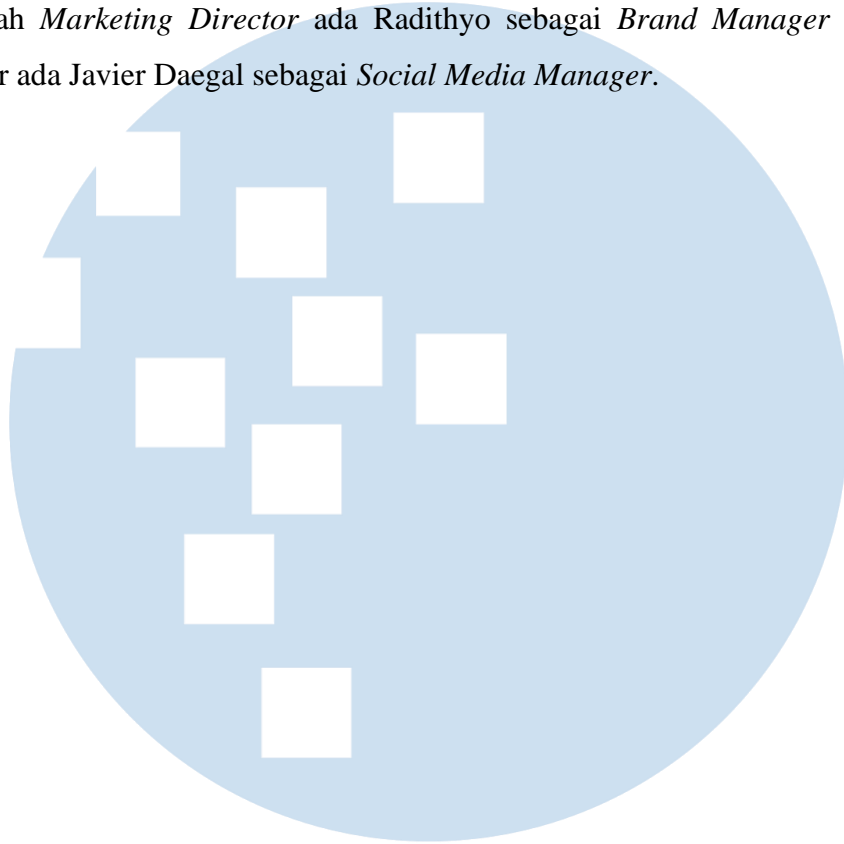 ah Marketing Director ada Radithyo sebagai Brand Manager
r ada Javier Daegal sebagai Social Media Manager.